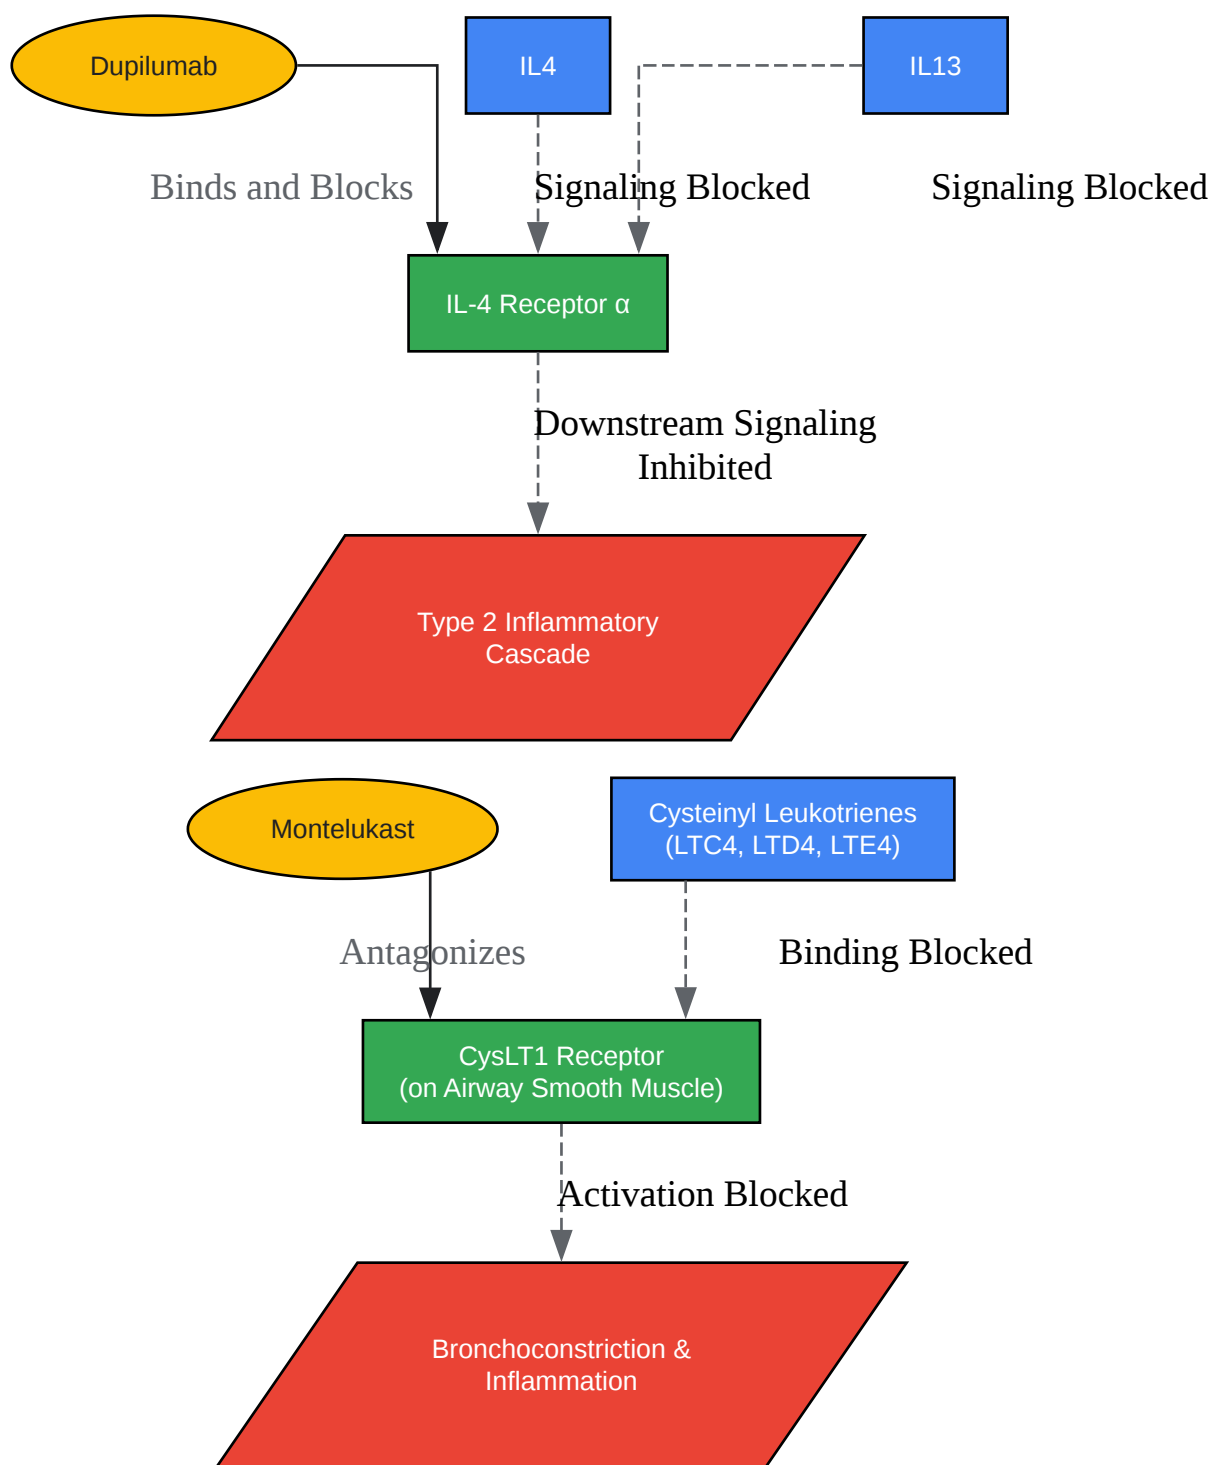 Dupilumab
IL4
IL13
Binds and Blocks
Signaling Blocked
Signaling Blocked
IL-4 Receptor α
Downstream Signaling
Inhibited
Type 2 Inflammatory
Cascade
Montelukast
Cysteinyl Leukotrienes
(LTC4, LTD4, LTE4)
Antagonizes
Binding Blocked
CysLT1 Receptor
(on Airway Smooth Muscle)
Activation Blocked
Bronchoconstriction &
Inflammation